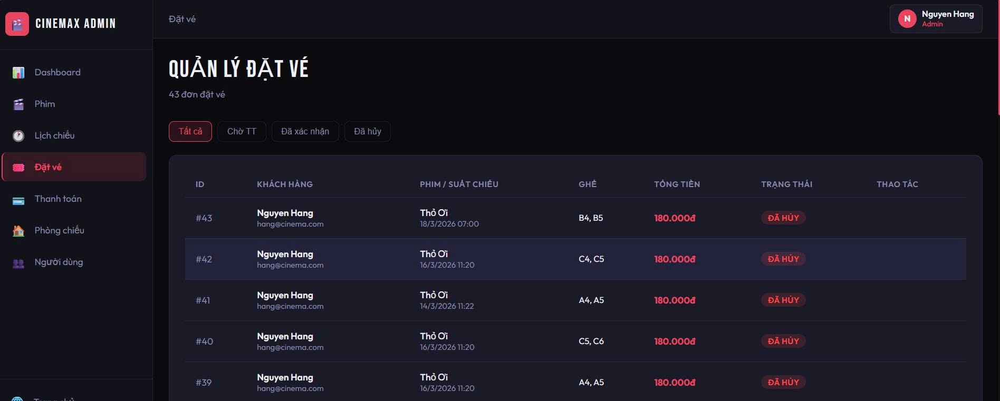 CINEMAX ADMIN
Đặt vé
N
Nguyen Hang
Admin
Dashboard
Phim
Lịch chiếu
Đặt vé
Thanh toán
Phòng chiếu
Người dùng
QUẢN LÝ ĐẶT VÉ
43 đơn đặt vé
Tất cả
Chờ TT
Đã xác nhận
Đã hủy
ID KHÁCH HÀNG PHIM / SUẤT CHIẾU GHẾ TỔNG TIỀN TRẠNG THÁI THAO TÁC
#43 Nguyen Hang Thỏ Ơi B4, B5 180.000đ ĐÃ HỦY
hang@cinema.com 18/3/2026 07:00
#42 Nguyen Hang Thỏ Ơi C4, C5 180.000đ ĐÃ HỦY
hang@cinema.com 16/3/2026 11:20
#41 Nguyen Hang Thỏ Ơi A4, A5 180.000đ ĐÃ HỦY
hang@cinema.com 14/3/2026 11:22
#40 Nguyen Hang Thỏ Ơi C5, C6 180.000đ ĐÃ HỦY
hang@cinema.com 16/3/2026 11:20
#39 Nguyen Hang Thỏ Ơi A4, A5 180.000đ ĐÃ HỦY
hang@cinema.com 16/3/2026 11:20